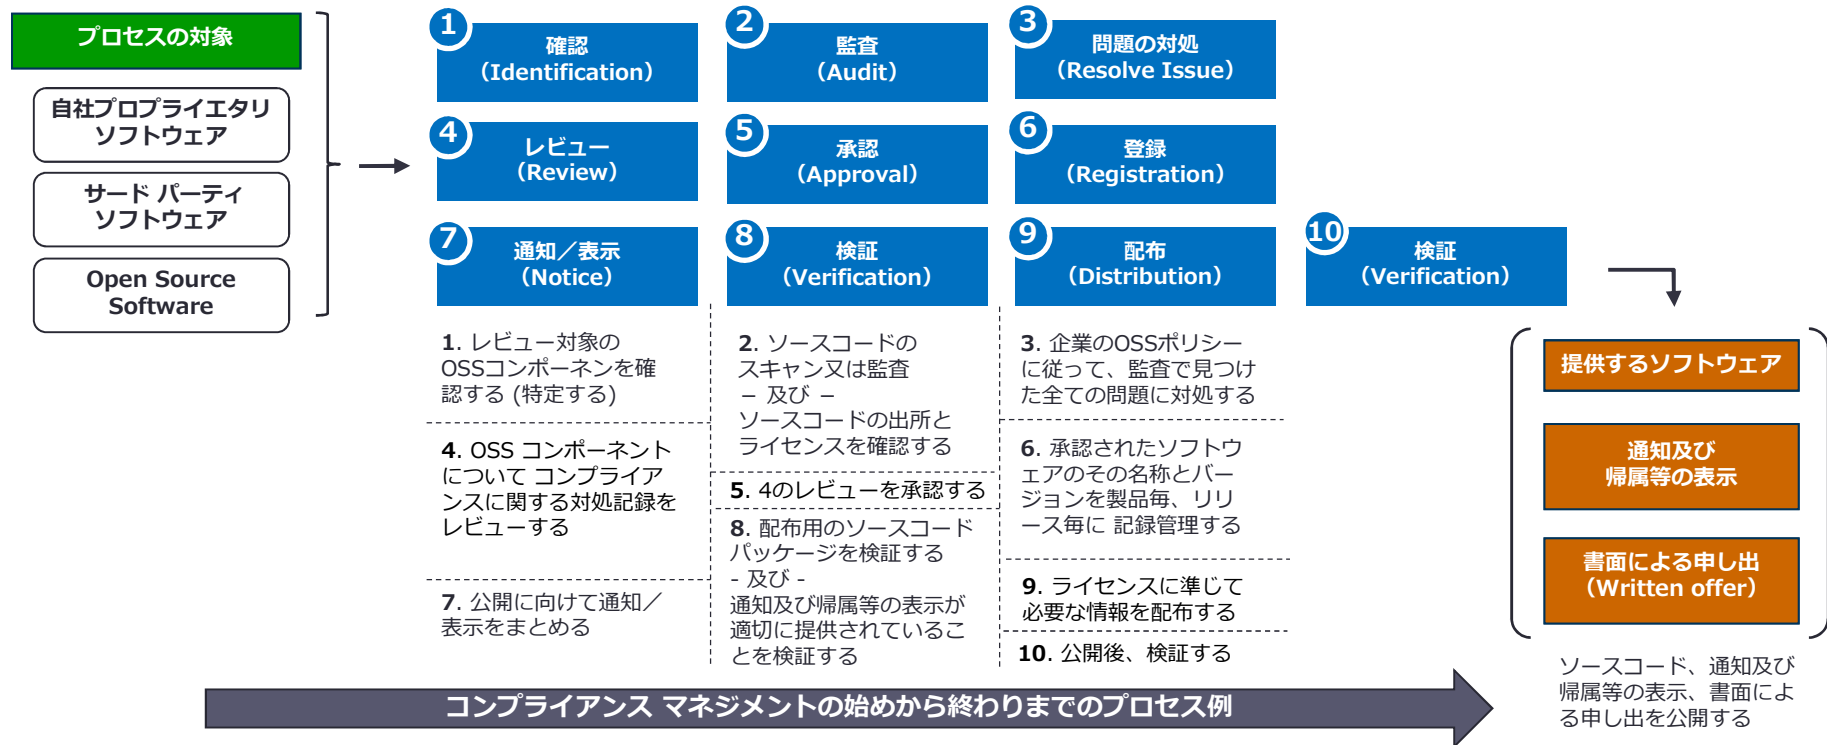 プロセスの対象
自社プロプライエタリ
ソフトウェア
サード パーティ
ソフトウェア
Open Source
Software
1
確認
（Identification）
2
監査
（Audit）
3
問題の対処
（Resolve Issue）
4
レビュー
（Review）
5
承認
（Approval）
6
登録
（Registration）
7
通知／表示
（Notice）
8
検証
（Verification）
9
配布
（Distribution）
10
検証
（Verification）
1. レビュー対象の
OSSコンポーネンを確
認する (特定する)
4. OSS コンポーネント
について コンプライア
ンスに関する対処記録を
レビューする
7. 公開に向けて通知／
表示をまとめる
2. ソースコードの
スキャン又は監査
– 及び –
ソースコードの出所と
ライセンスを確認する
5. 4のレビューを承認する
8. 配布用のソースコード
パッケージを検証する
- 及び -
通知及び帰属等の表示が
適切に提供されているこ
とを検証する
3. 企業のOSSポリシー
に従って、監査で見つけ
た全ての問題に対処する
6. 承認されたソフトウ
ェアのその名称とバー
ジョンを製品毎、リリ
ース毎に 記録管理する
9. ライセンスに準じて
必要な情報を配布する
10. 公開後、検証する
提供するソフトウェア
通知及び
帰属等の表示
書面による申し出
（Written offer）
ソースコード、通知及び
帰属等の表示、書面によ
る申し出を公開する
コンプライアンス マネジメントの始めから終わりまでのプロセス例